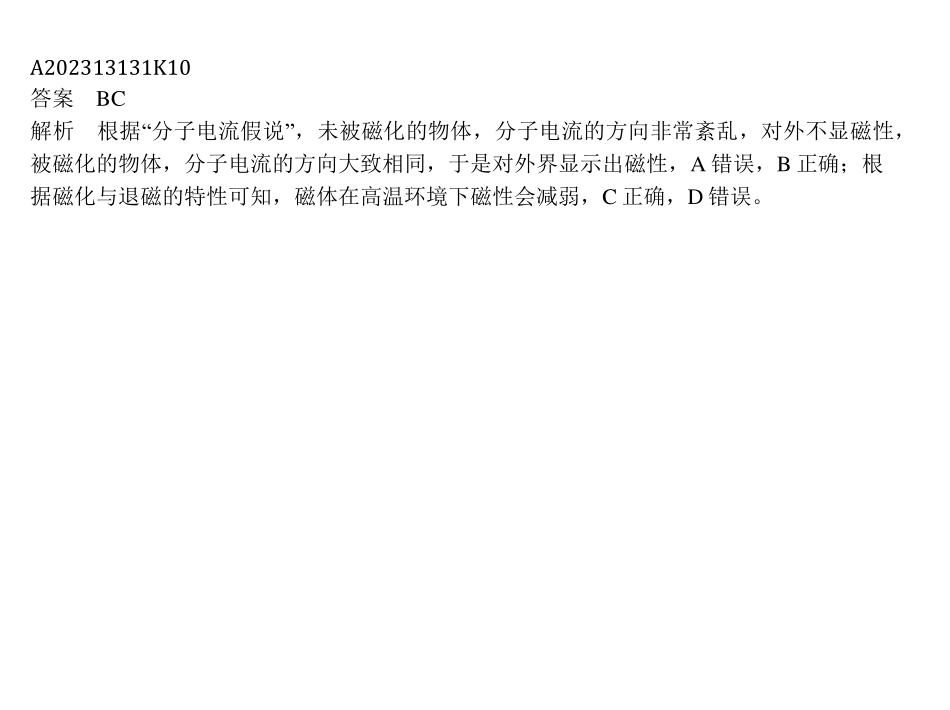 A202313131K10
答案　BC
解析　根据“分子电流假说”，未被磁化的物体，分子电流的方向非常紊乱，对外不显磁性，
被磁化的物体，分子电流的方向大致相同，于是对外界显示出磁性，A 错误，B 正确；根
据磁化与退磁的特性可知，磁体在高温环境下磁性会减弱，C 正确，D 错误。